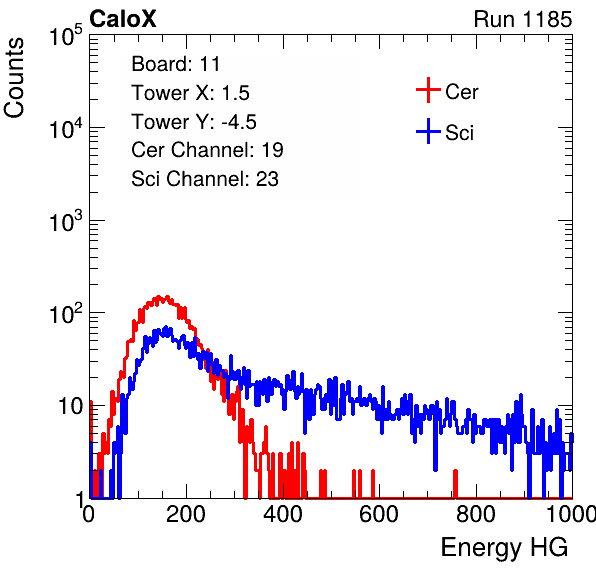 CaloX Run 1185
Counts
10^5
10^4
10^3
10^2
10
1
Board: 11
Tower X: 1.5
Tower Y: -4.5
Cer Channel: 19
Sci Channel: 23
Cer
Sci
0 200 400 600 800 1000
Energy HG